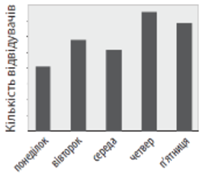 Кількість відвідувачів
понеділок
вівторок
середа
четвер
п'ятниця